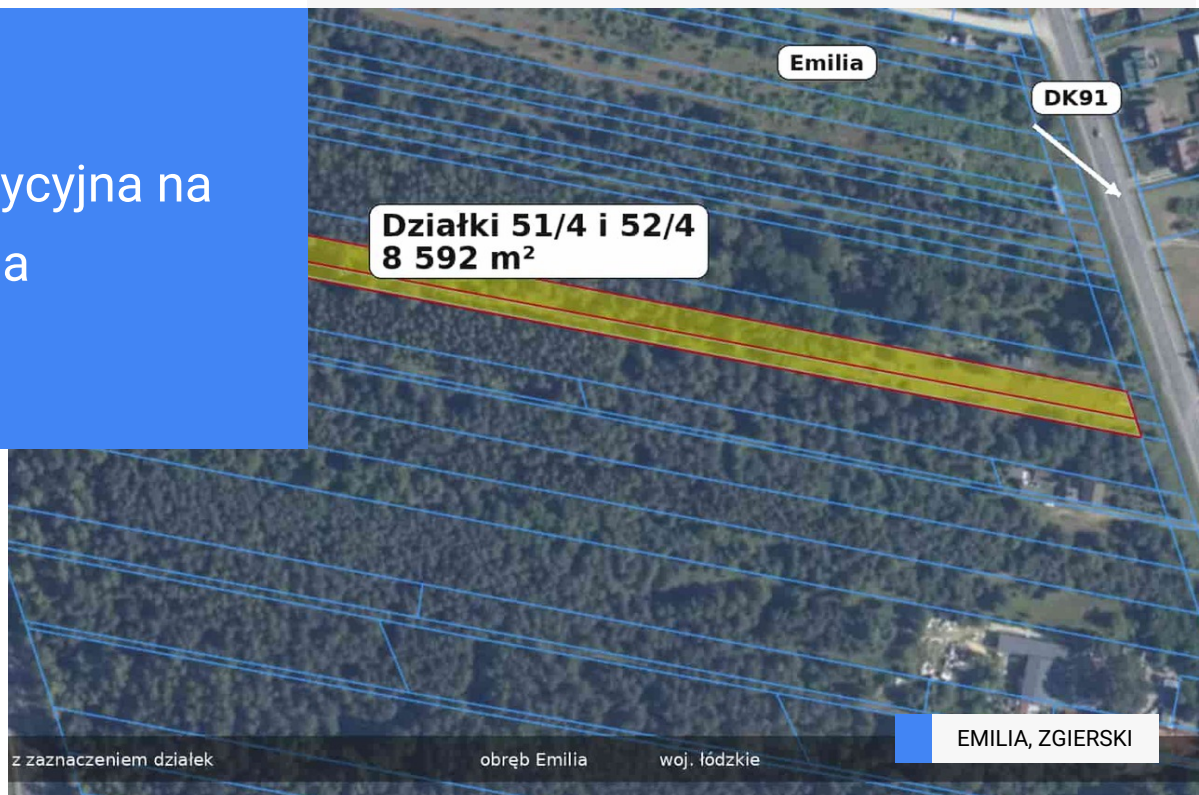 Emilia
DK91
ycyjna na
a
Działki 51/4 i 52/4
8 592 m²
EMILIA, ZGIERSKI
z zaznaczeniem działek obręb Emilia woj. łódzkie